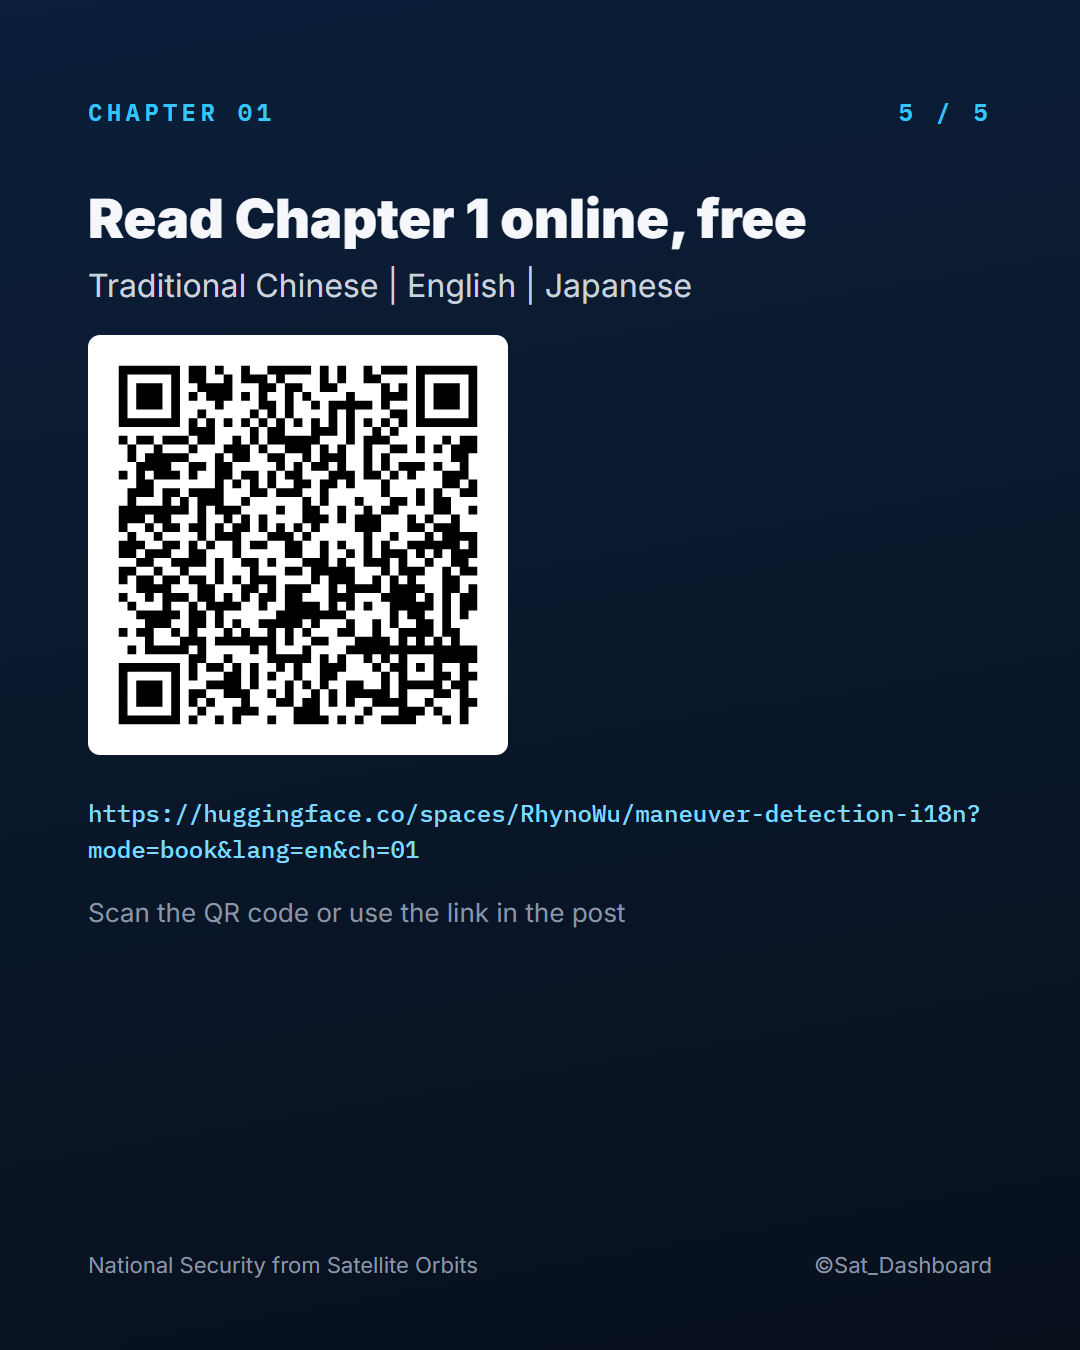 CHAPTER 01
5 / 5
Read Chapter 1 online, free
Traditional Chinese | English | Japanese
https://huggingface.co/spaces/RhynoWu/maneuver-detection-i18n?
mode=book&lang=en&ch=01
Scan the QR code or use the link in the post
National Security from Satellite Orbits
©Sat_Dashboard